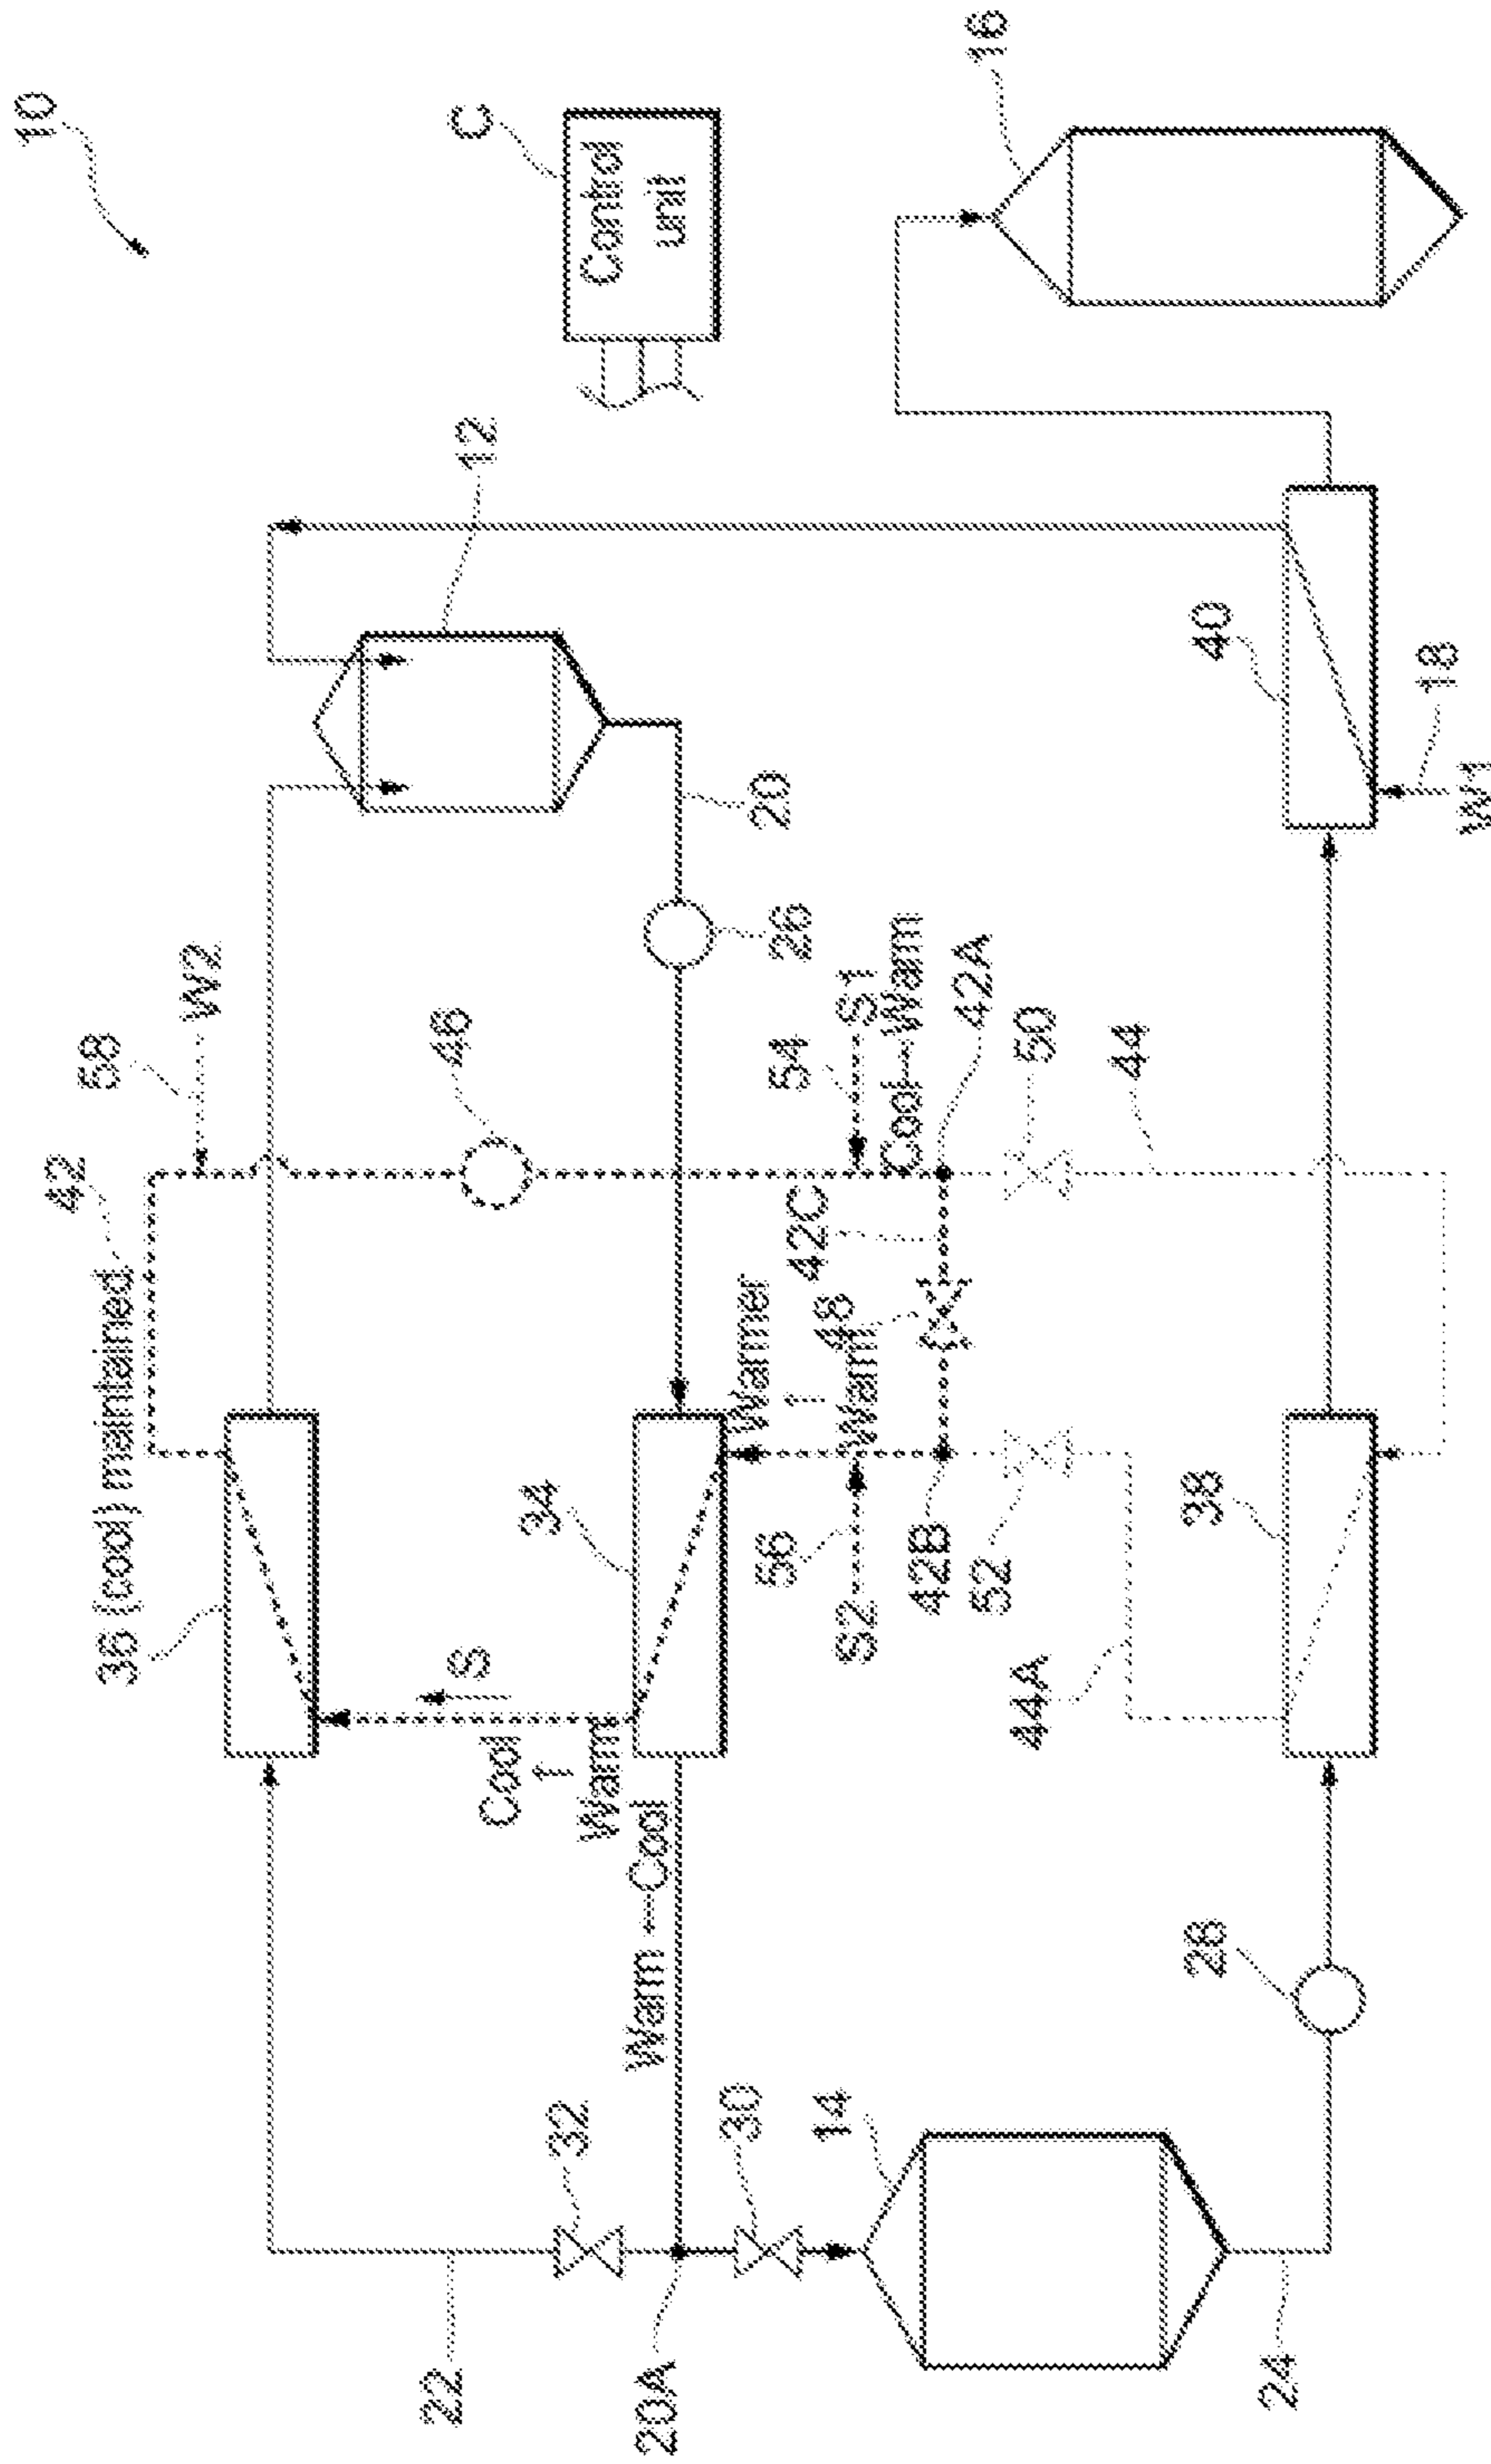 10
C
Control
unit
16
12
W2
58
46
42
36 (cool) maintained
20
26
S1
54
Cool→Warm
42A
50
44
42C
48
Warmer
↑
Warm
34
56
S2
42B
52
44A
S
Cool
↑
Warm
Warm←Cool
40
18
W1
38
28
32
30
14
22
20A
24